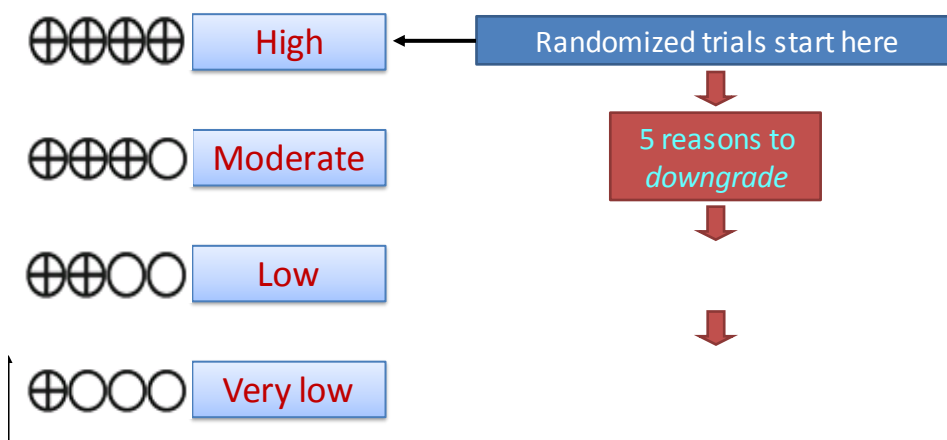 High
Randomized trials start here
5 reasons to
downgrade
Moderate
Low
Very low